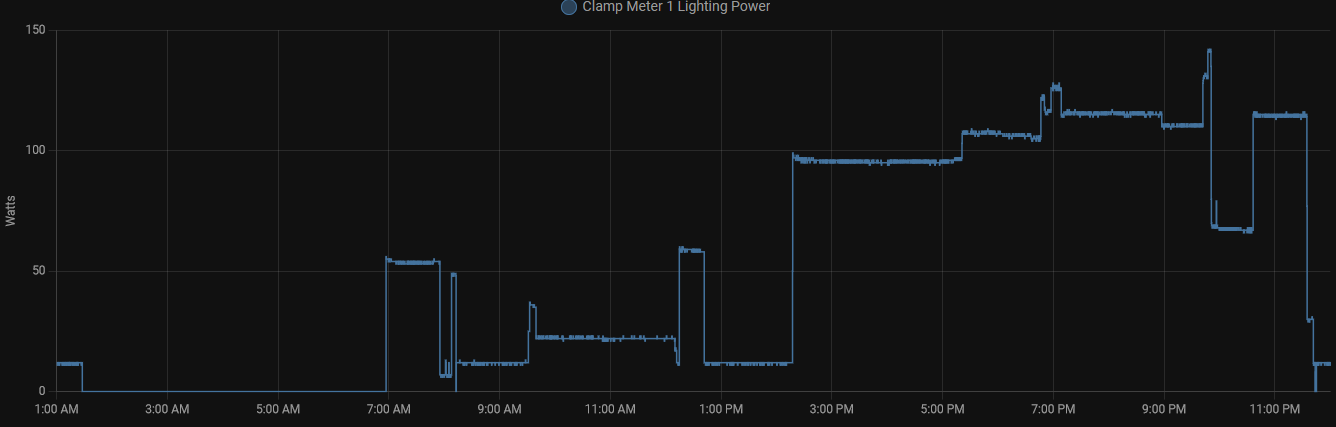 Clamp Meter 1 Lighting Power
150
100
50
0
Watts
1:00 AM 3:00 AM 5:00 AM 7:00 AM 9:00 AM 11:00 AM 1:00 PM 3:00 PM 5:00 PM 7:00 PM 9:00 PM 11:00 PM